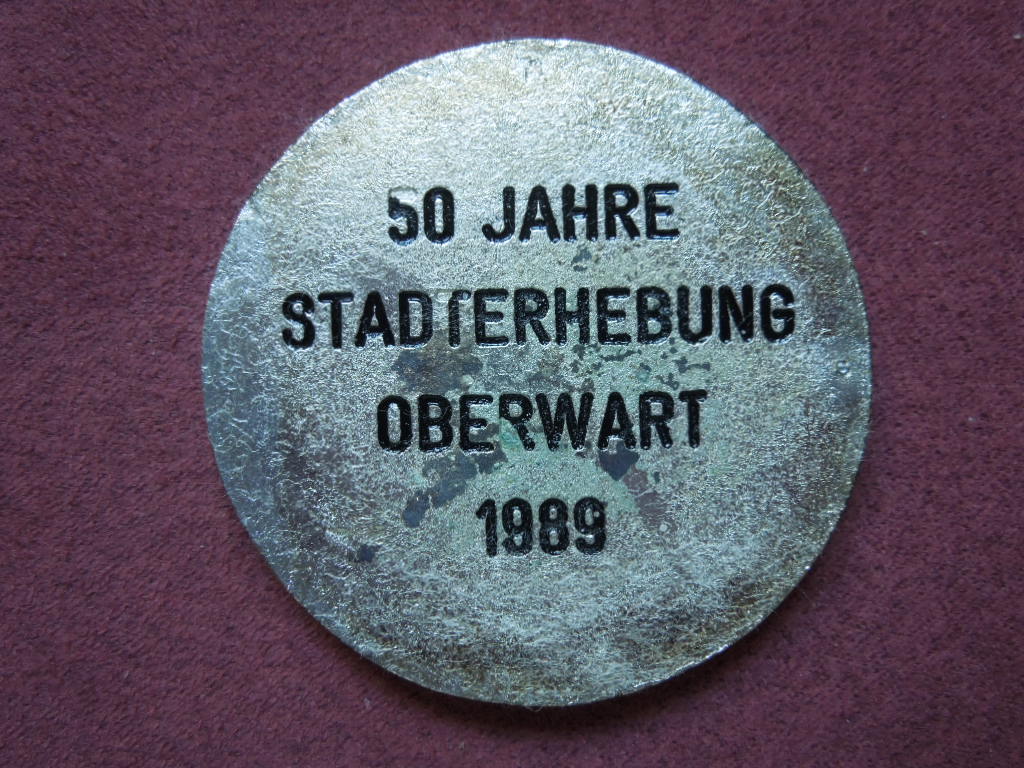 50 JAHRE
STADTERHEBUNG
OBERWART
1989